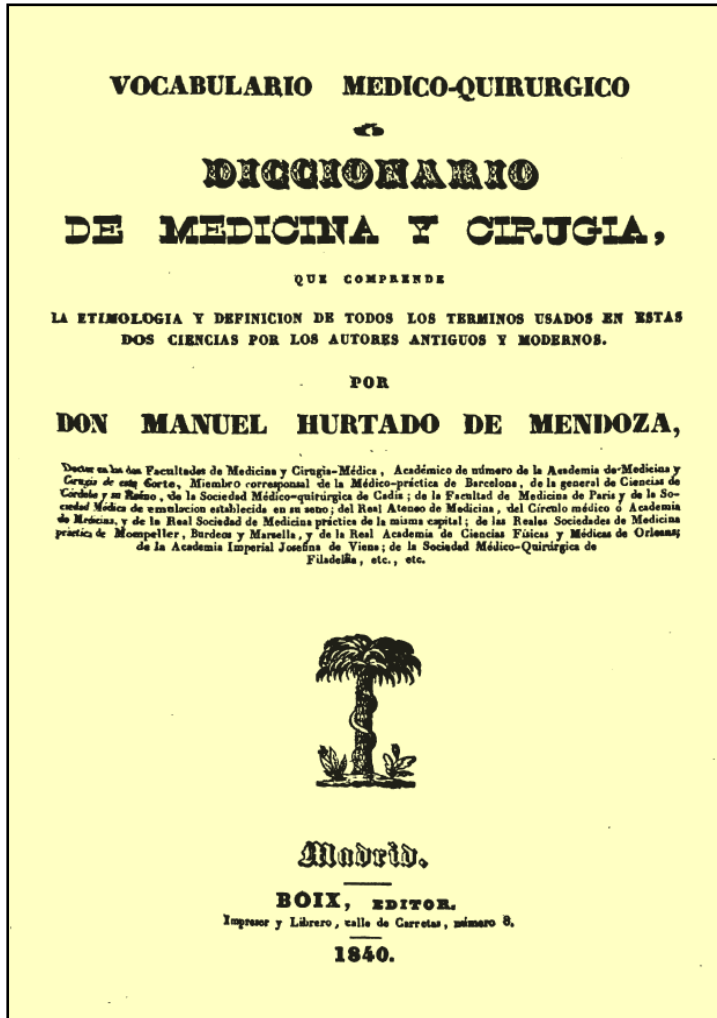 VOCABULARIO MEDICO-QUIRURGICO
ó
DICCIONARIO
DE MEDICINA Y CIRUGIA,
QUE COMPRENDE
LA ETIMOLOGIA Y DEFINICION DE TODOS LOS TERMINOS USADOS EN ESTAS
DOS CIENCIAS POR LOS AUTORES ANTIGUOS Y MODERNOS.
POR
DON MANUEL HURTADO DE MENDOZA,
Doctor en las dos Facultades de Medicina y Cirugia-Médica, Académico de número de la Academia de Medicina y
Cirugia de esta Corte, Miembro corresponsal de la Médico-práctica de Barcelona, de la general de Ciencias de
Córdoba y su Reino, de la Sociedad Médico-quirúrgica de Cadiz; de la Facultad de Medicina de Paris y de la So-
ciedad Médica de emulacion establecida en su seno; del Real Ateneo de Medicina, del Círculo médico ó Academia
de Medicina, y de la Real Sociedad de Medicina práctica de la misma capital; de las Reales Sociedades de Medicina
práctica de Mompeller, Burdeos y Marsella, y de la Real Academia de Ciencias Físicas y Médicas de Orleans;
de la Academia Imperial Josefina de Viena; de la Sociedad Médico-Quirúrgica de
Filadelfia, etc., etc.
Madrid.
BOIX, EDITOR.
Impresor y Librero, calle de Carretas, número 8.
1840.